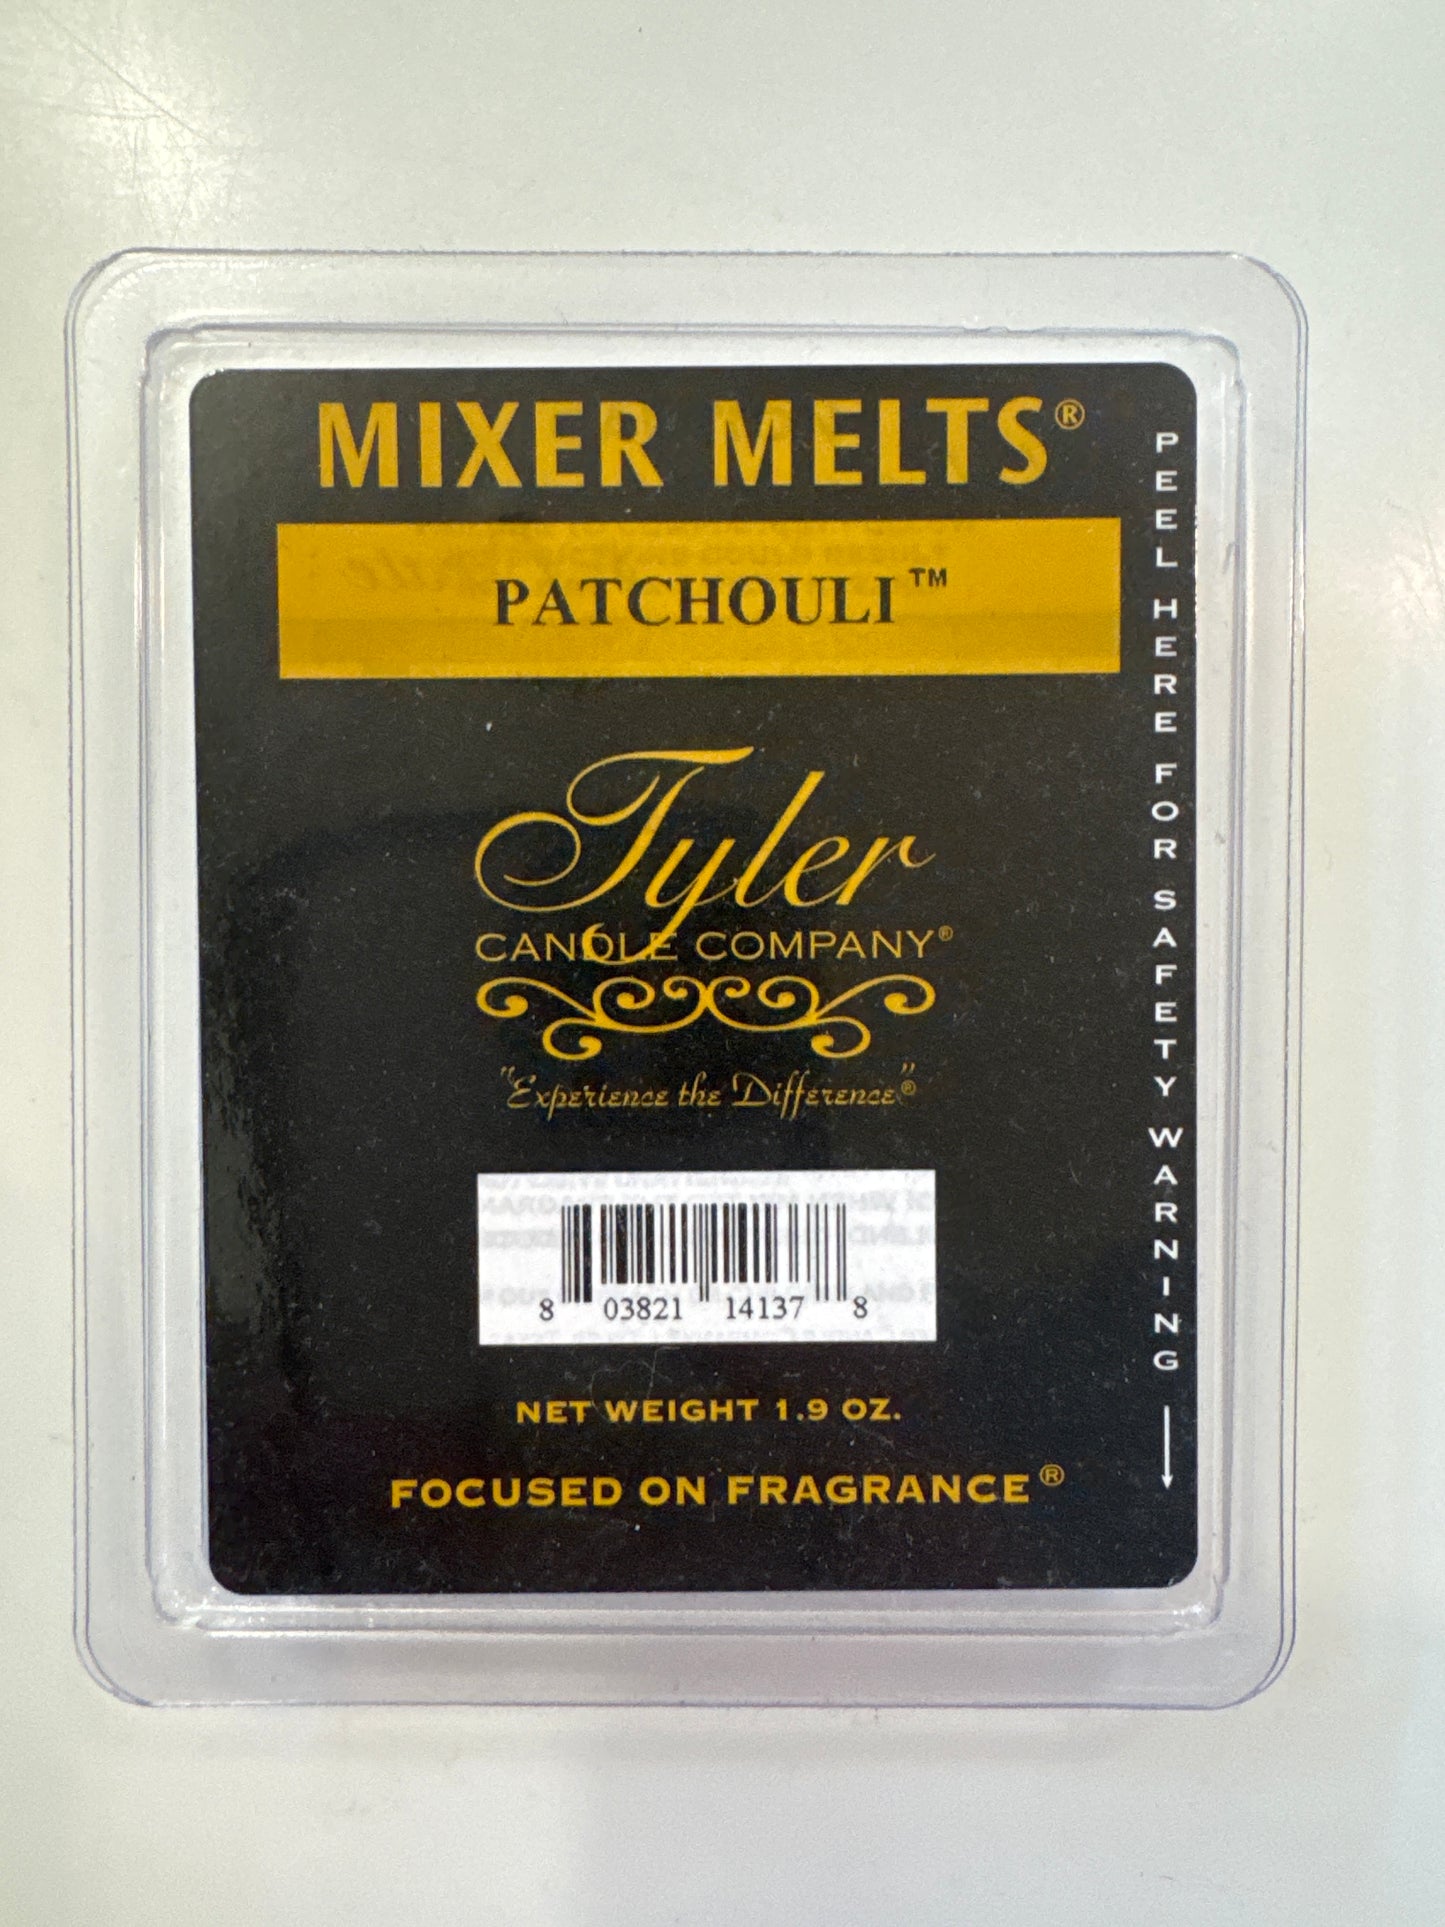 MIXER MELTS®
PATCHOULI™
Tyler
CANDLE COMPANY®
"Experience the Difference"®
8 03821 14137 8
NET WEIGHT 1.9 OZ.
FOCUSED ON FRAGRANCE®
PEEL HERE FOR SAFETY WARNING